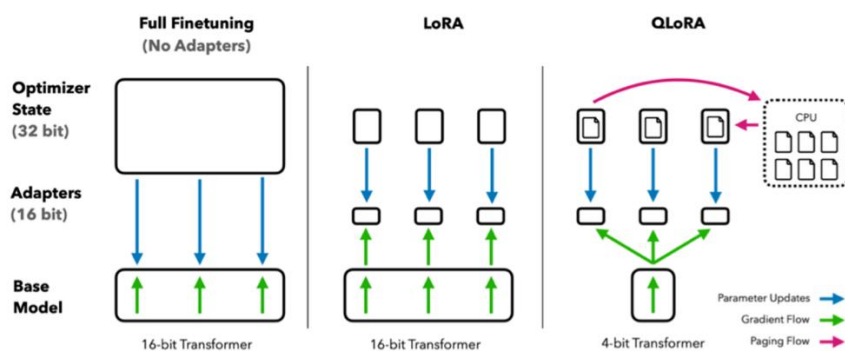 Full Finetuning
(No Adapters)
LoRA
QLoRA
Optimizer
State
(32 bit)
CPU
Adapters
(16 bit)
Base
Model
Parameter Updates
Gradient Flow
Paging Flow
16-bit Transformer
16-bit Transformer
4-bit Transformer